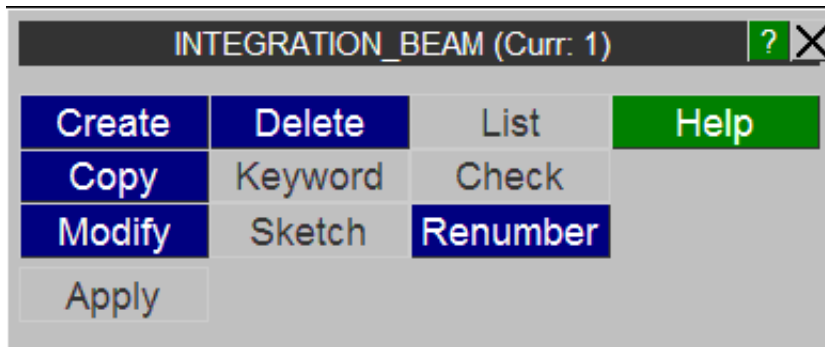 INTEGRATION_BEAM (Curr: 1) ? X
Create Delete List Help
Copy Keyword Check
Modify Sketch Renumber
Apply